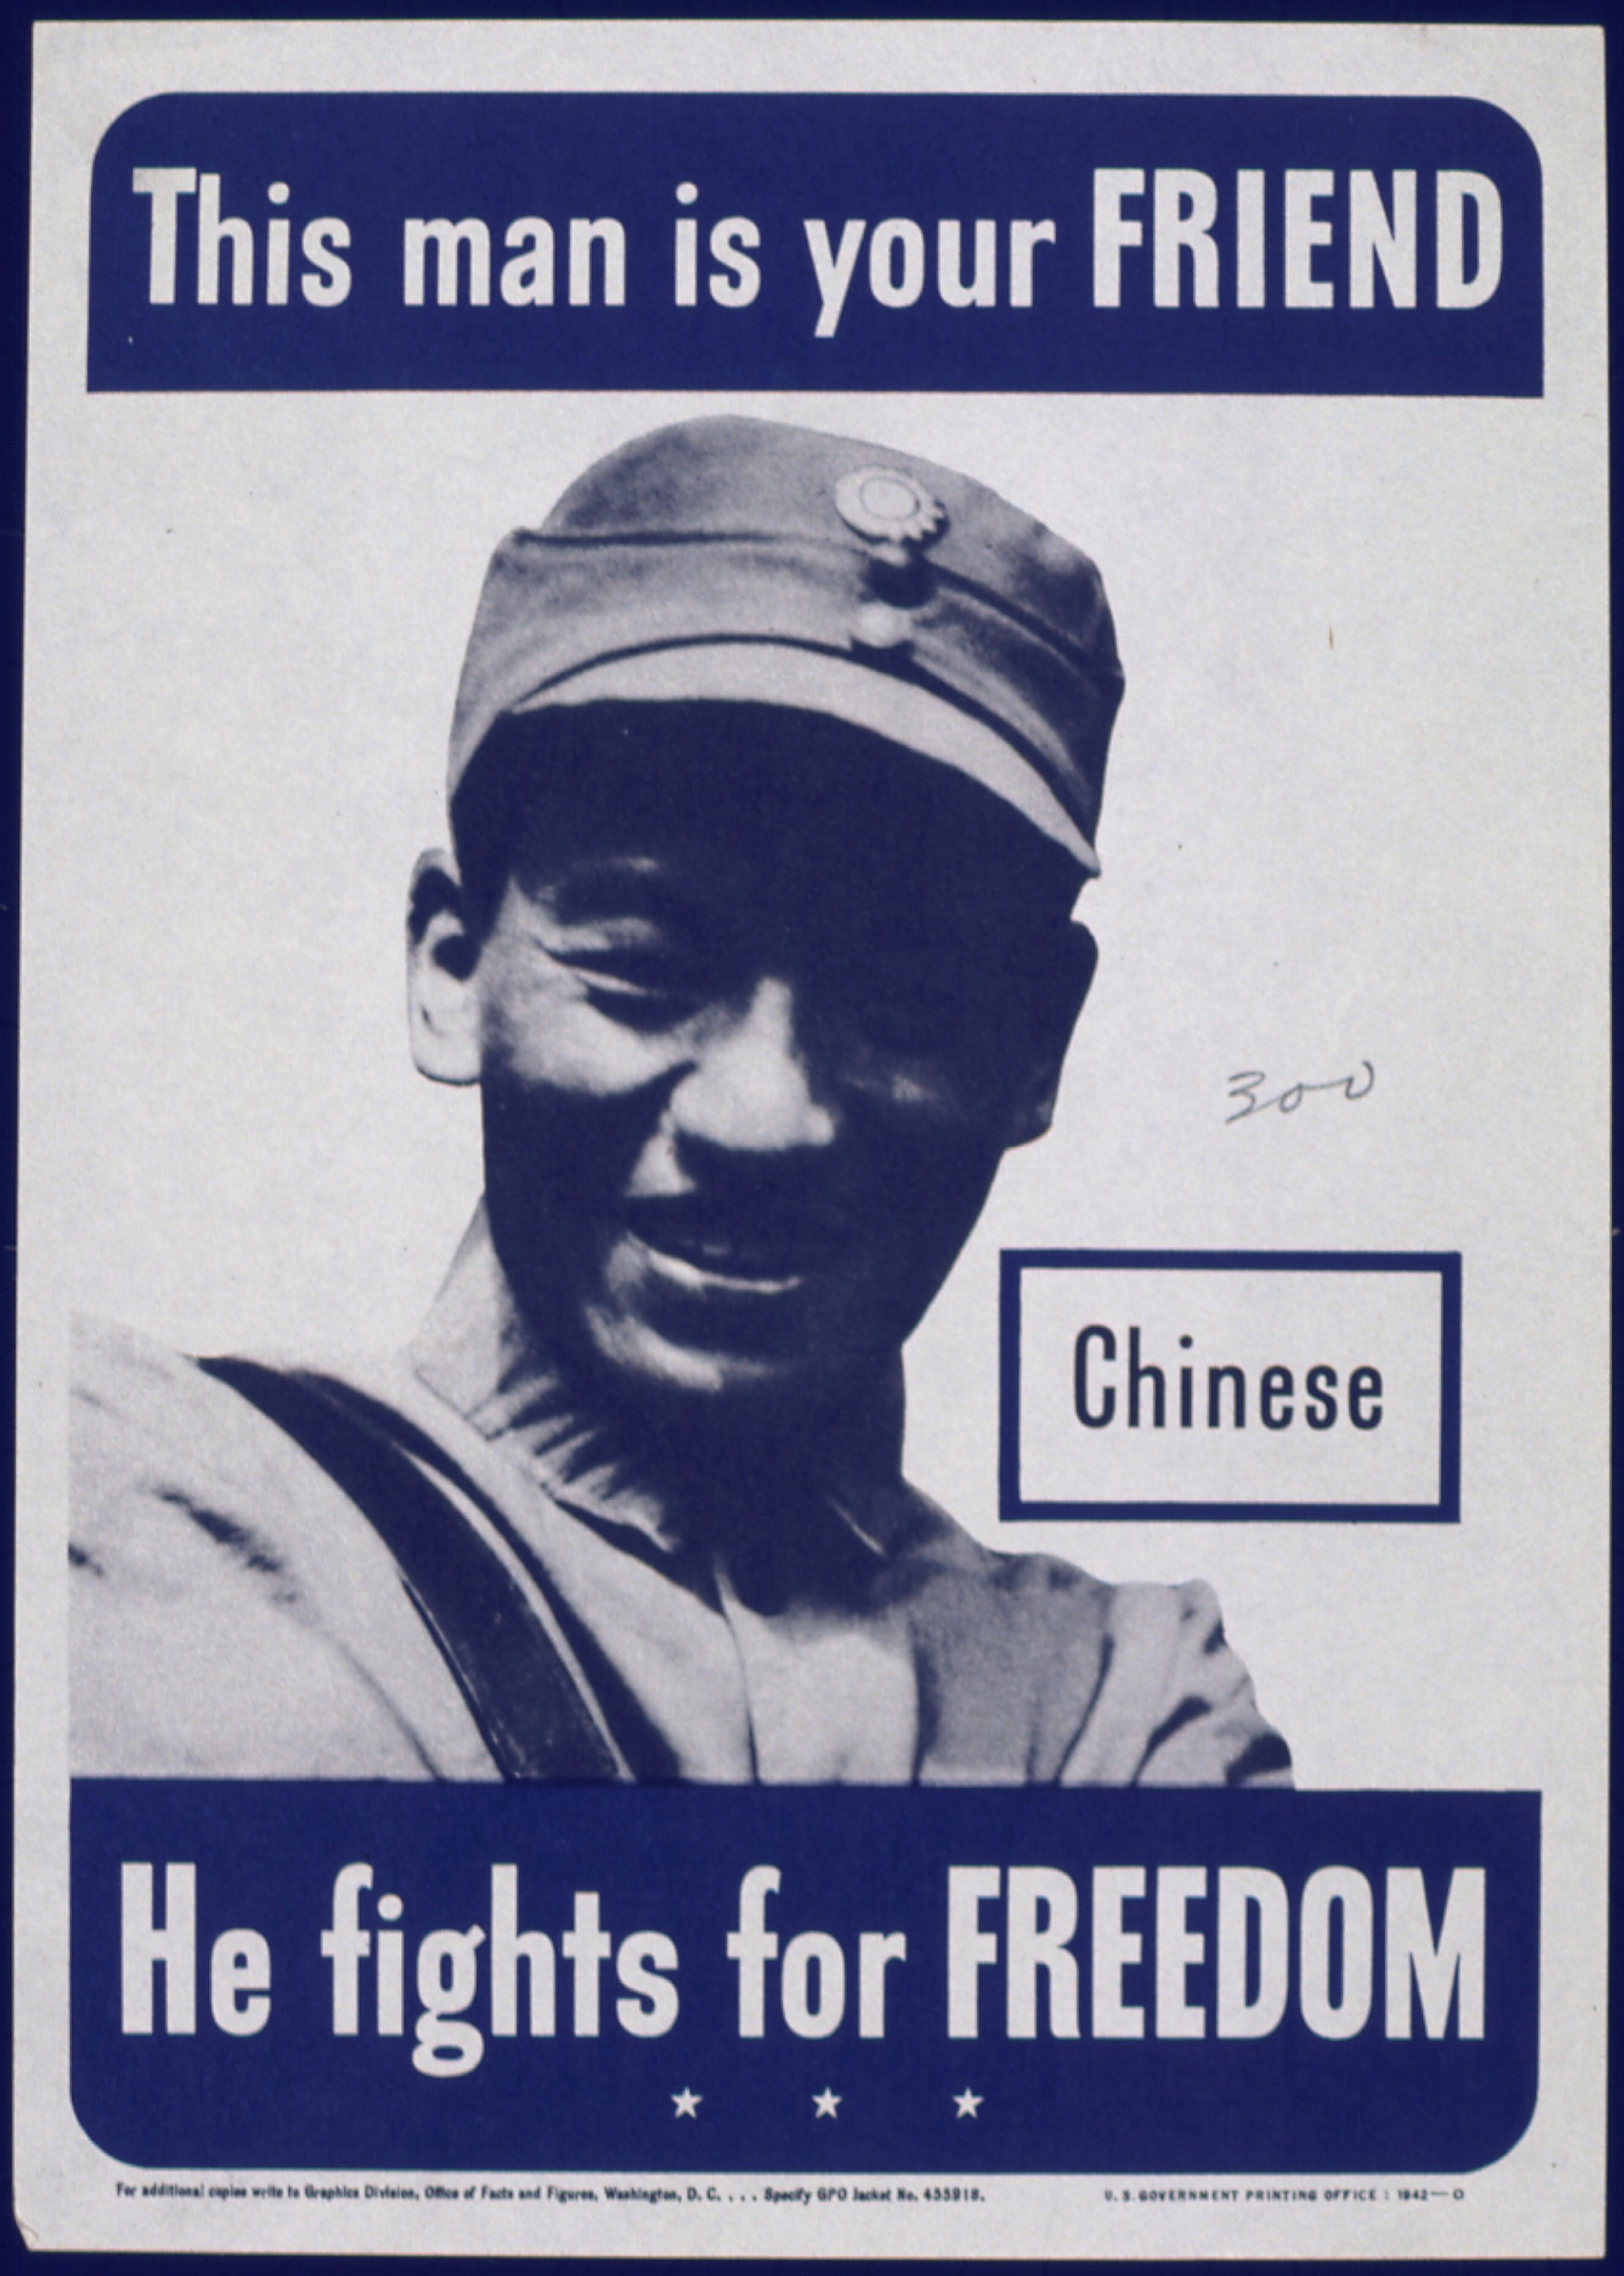 This man is your FRIEND
300
Chinese
He fights for FREEDOM
For additional copies write to Graphics Division, Office of Facts and Figures, Washington, D. C. . . . Specify GPO Jacket No. 455918. U. S. GOVERNMENT PRINTING OFFICE : 1942—O